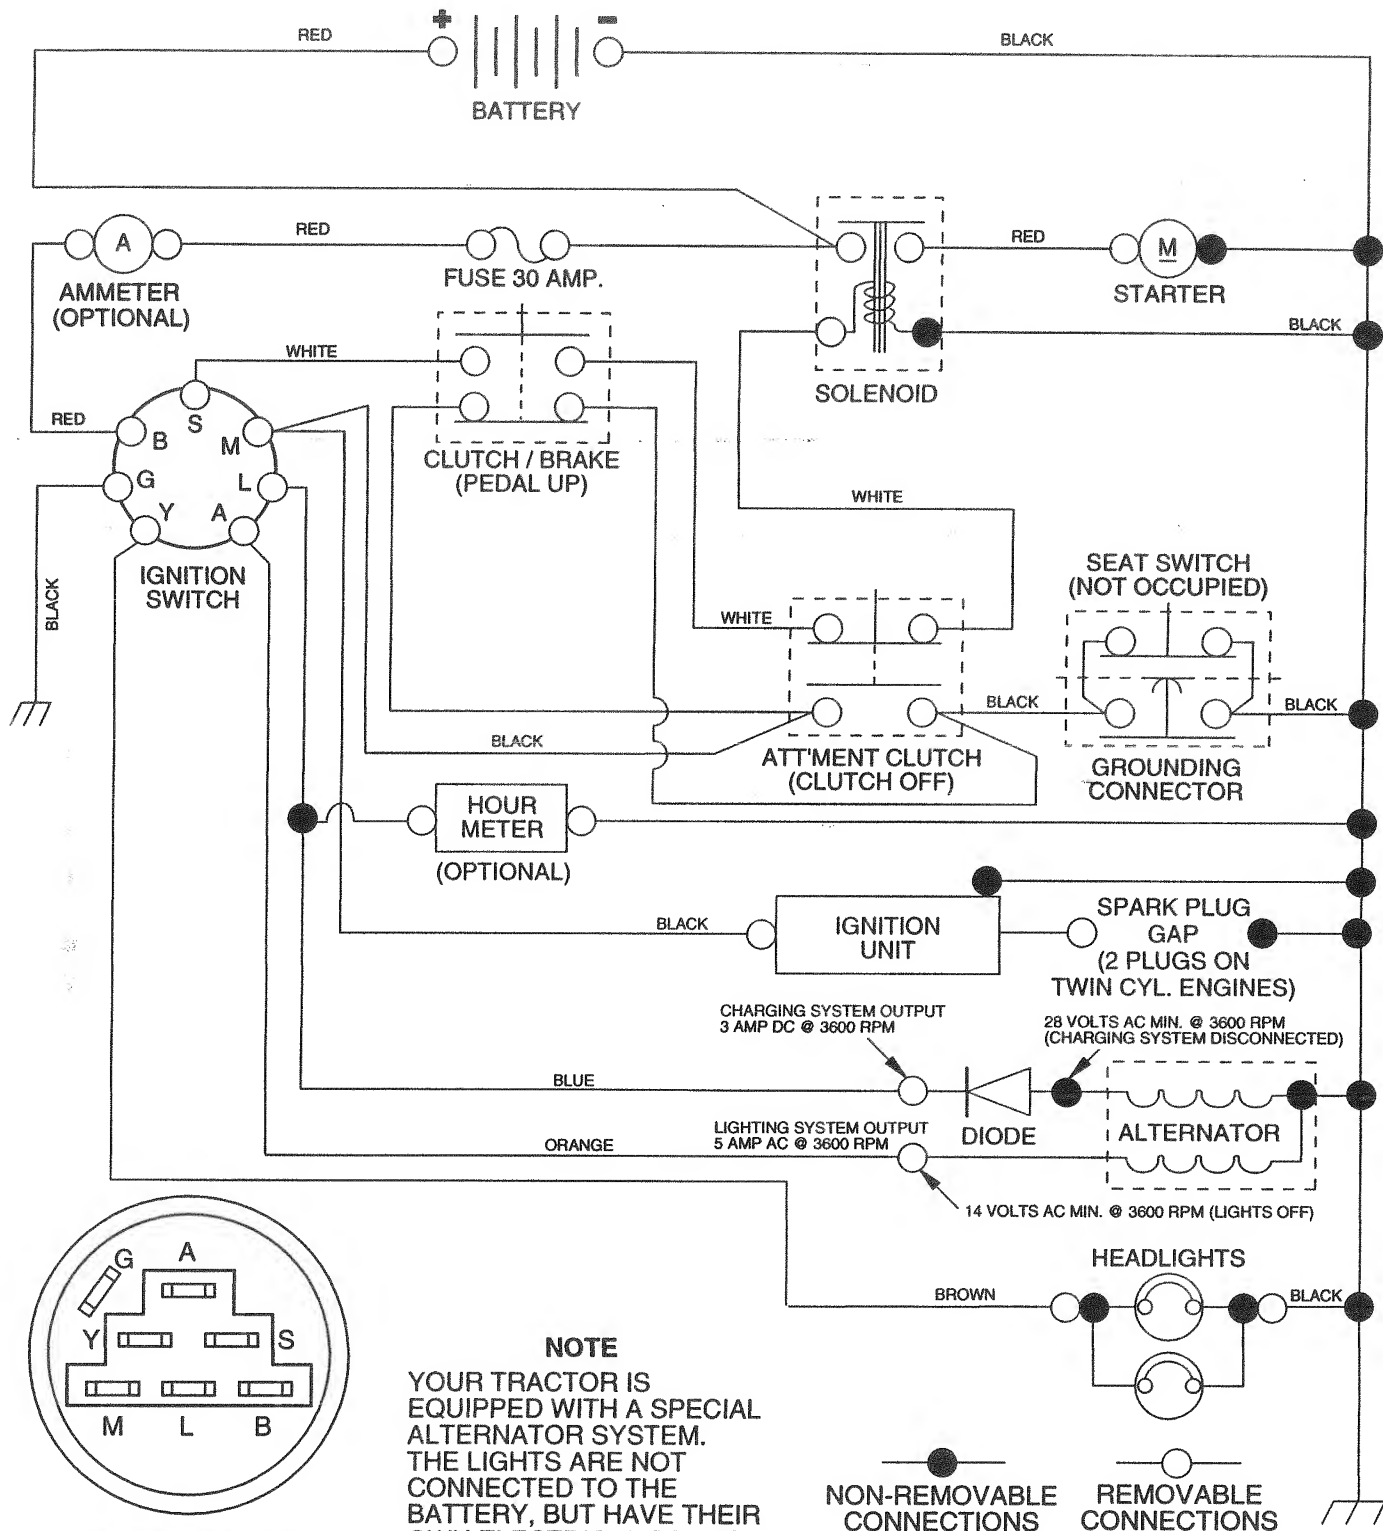 + -
RED
BLACK
BATTERY
A
RED
RED
M
FUSE 30 AMP.
AMMETER
(OPTIONAL)
STARTER
BLACK
WHITE
SOLENOID
RED
S
B
M
G
L
Y
A
CLUTCH / BRAKE
(PEDAL UP)
WHITE
IGNITION
SWITCH
BLACK
SEAT SWITCH
(NOT OCCUPIED)
WHITE
BLACK
BLACK
BLACK
ATT'MENT CLUTCH
(CLUTCH OFF)
GROUNDING
CONNECTOR
HOUR
METER
(OPTIONAL)
BLACK
IGNITION
UNIT
SPARK PLUG
GAP
(2 PLUGS ON
TWIN CYL. ENGINES)
CHARGING SYSTEM OUTPUT
3 AMP DC @ 3600 RPM
28 VOLTS AC MIN. @ 3600 RPM
(CHARGING SYSTEM DISCONNECTED)
BLUE
DIODE
ALTERNATOR
LIGHTING SYSTEM OUTPUT
5 AMP AC @ 3600 RPM
ORANGE
14 VOLTS AC MIN. @ 3600 RPM (LIGHTS OFF)
HEADLIGHTS
BROWN
BLACK
G
A
Y
S
M L B
NOTE
YOUR TRACTOR IS
EQUIPPED WITH A SPECIAL
ALTERNATOR SYSTEM.
THE LIGHTS ARE NOT
CONNECTED TO THE
BATTERY, BUT HAVE THEIR
NON-REMOVABLE
CONNECTIONS
REMOVABLE
CONNECTIONS